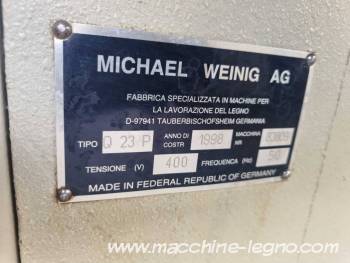 MICHAEL WEINIG AG
FABBRICA SPECIALIZZATA IN MACHINE PER
LA LAVORAZIONE DEL LEGNO
D-97941 TAUBERBISCHOFSHEIM GERMANIA
TIPO Q 23 P ANNO DI COSTR 1998 MACCHINA NR
TENSIONE (V) 400 FREQUENZA (Hz) 50
MADE IN FEDERAL REPUBLIC OF GERMANY
www.macchine-legno.com